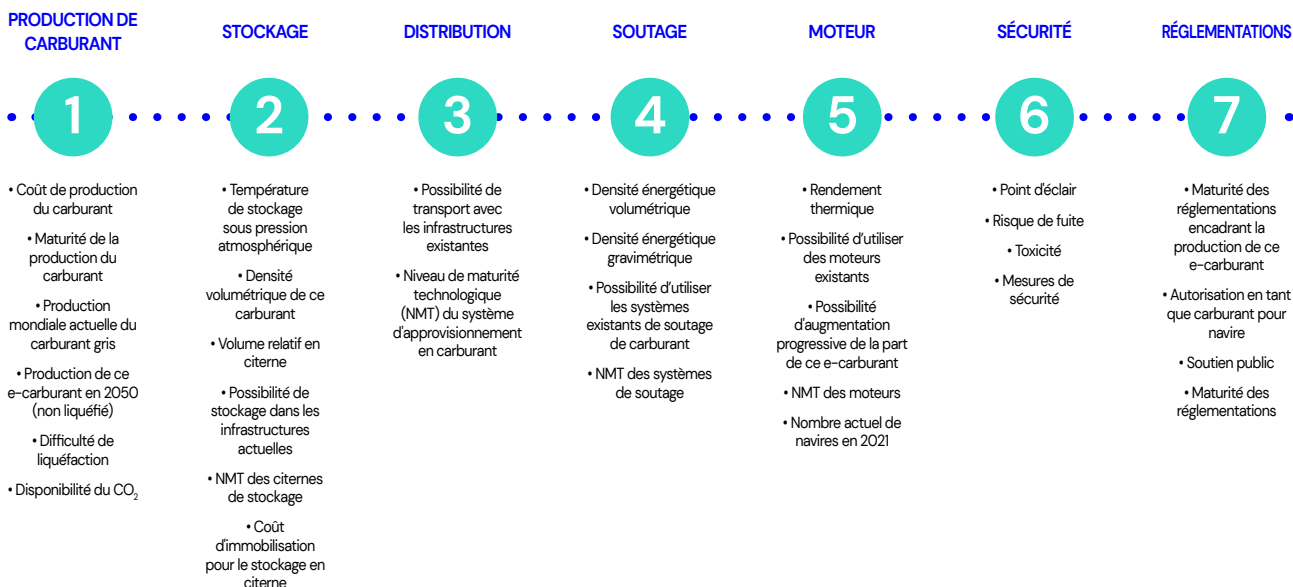 PRODUCTION DE
CARBURANT
1
• Coût de production
du carburant
• Maturité de la
production du
carburant
• Production
mondiale actuelle du
carburant gris
• Production de ce
e-carburant en 2050
(non liquéfié)
• Difficulté de
liquéfaction
• Disponibilité du CO₂
STOCKAGE
2
• Température
de stockage
sous pression
atmosphérique
• Densité
volumétrique de ce
carburant
• Volume relatif en
citerne
• Possibilité de
stockage dans les
infrastructures
actuelles
• NMT des citernes
de stockage
• Coût
d'immobilisation
pour le stockage en
citerne
DISTRIBUTION
3
• Possibilité de
transport avec
les infrastructures
existantes
• Niveau de maturité
technologique
(NMT) du système
d'approvisionnement
en carburant
SOUTAGE
4
• Densité énergétique
volumétrique
• Densité énergétique
gravimétrique
• Possibilité d'utiliser
les systèmes
existants de soutage
de carburant
• NMT des systèmes
de soutage
MOTEUR
5
• Rendement
thermique
• Possibilité d'utiliser
des moteurs
existants
• Possibilité
d'augmentation
progressive de la part
de ce e-carburant
• NMT des moteurs
• Nombre actuel de
navires en 2021
SÉCURITÉ
6
• Point d'éclair
• Risque de fuite
• Toxicité
• Mesures de
sécurité
RÉGLEMENTATIONS
7
• Maturité des
réglementations
encadrant la
production de ce
e-carburant
• Autorisation en tant
que carburant pour
navire
• Soutien public
• Maturité des
réglementations